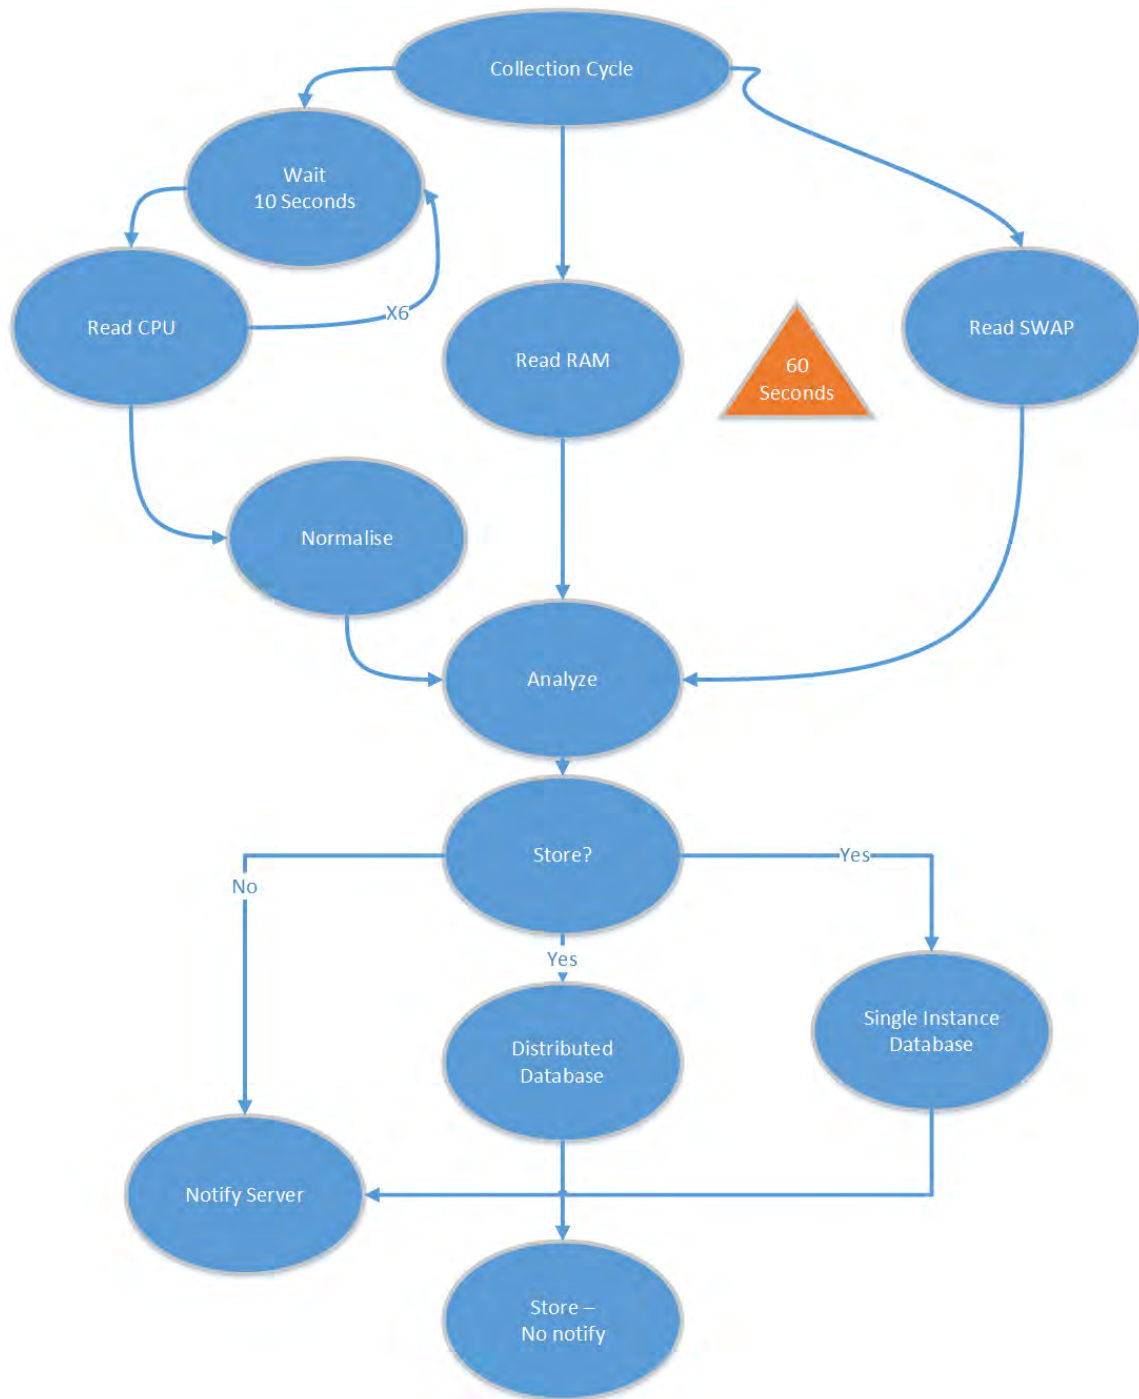 Collection Cycle
Wait
10 Seconds
Read CPU
X6
Read RAM
60
Seconds
Read SWAP
Normalise
Analyze
Store?
No
Yes
Yes
Distributed
Database
Single Instance
Database
Notify Server
Store –
No notify